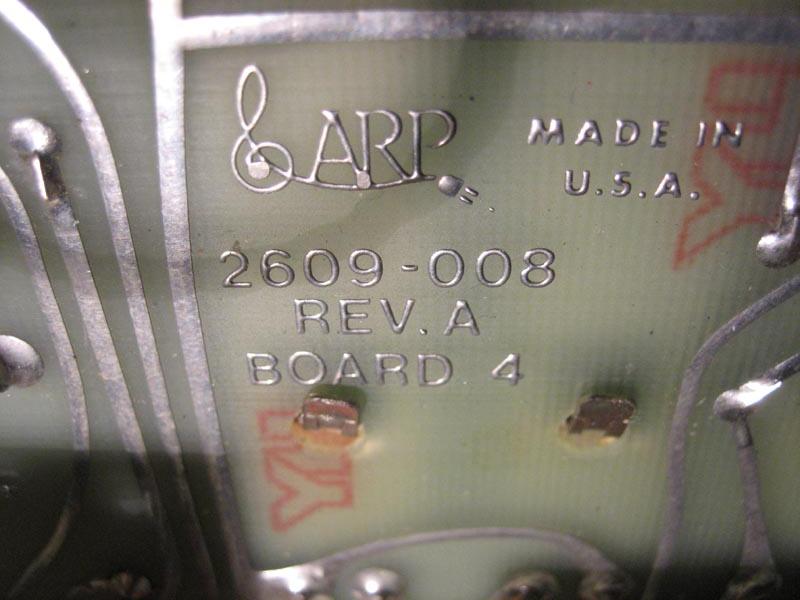 ARP
MADE IN
U.S.A.
2609-008
REV. A
BOARD 4